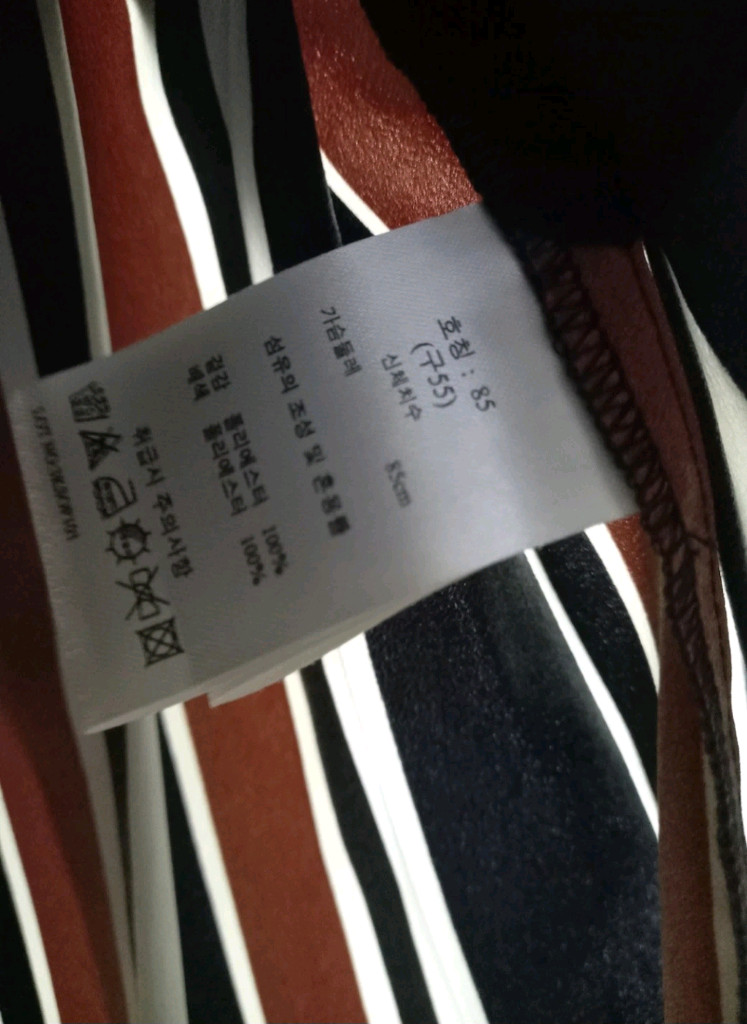 호칭 : 85
(구55)
신체치수
가슴둘레 85cm
섬유의 조성 및 혼용률
겉감 폴리에스터 100%
배색 폴리에스터 100%
취급시 주의사항